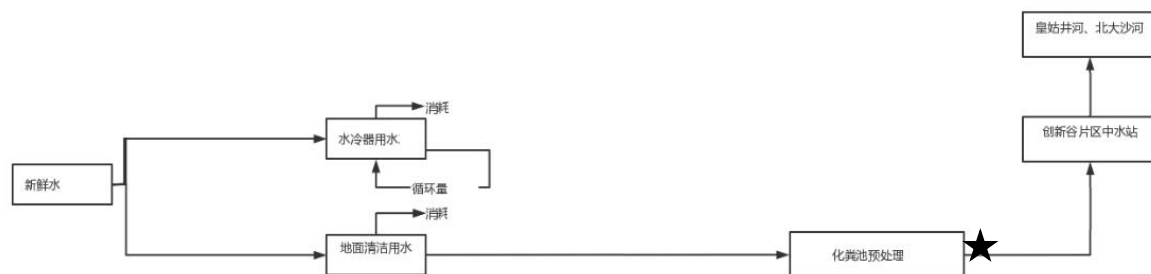 皇姑井河、北大沙河
消耗
水冷器用水.
创新谷片区中水站
新鲜水
循环量
消耗
地面清洁用水
化粪池预处理